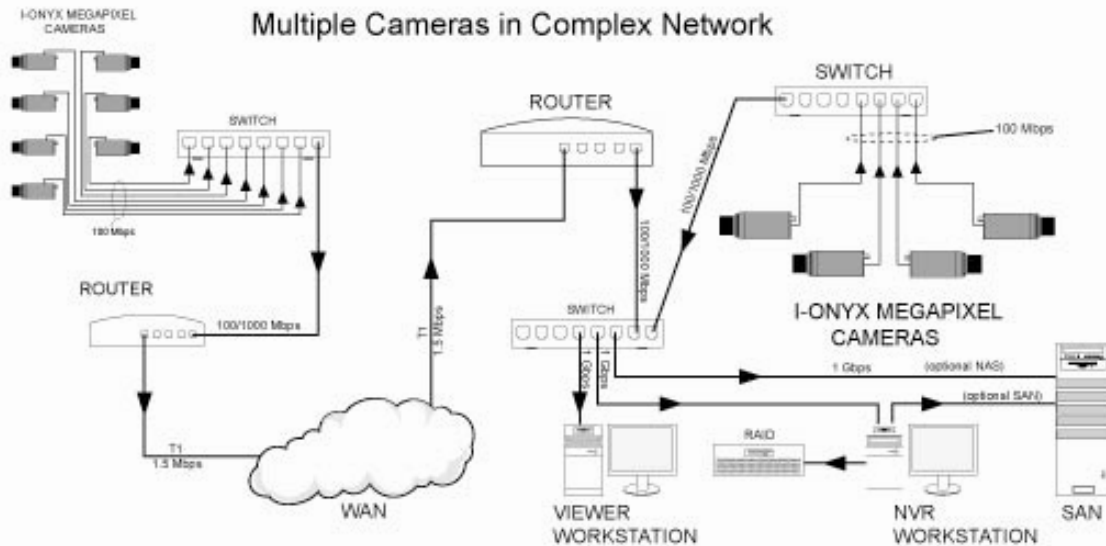 Multiple Cameras in Complex Network
I-ONYX MEGAPIXEL
CAMERAS
SWITCH
100 Mbps
ROUTER
100/1000 Mbps
T1
1.5 Mbps
WAN
T1
1.5 Mbps
ROUTER
100/1000 Mbps
SWITCH
100/1000 Mbps
SWITCH
100 Mbps
I-ONYX MEGAPIXEL
CAMERAS
1 Gbps
1 Gbps
1 Gbps
(optional NAS)
(optional SAN)
RAID
VIEWER
WORKSTATION
NVR
WORKSTATION
SAN